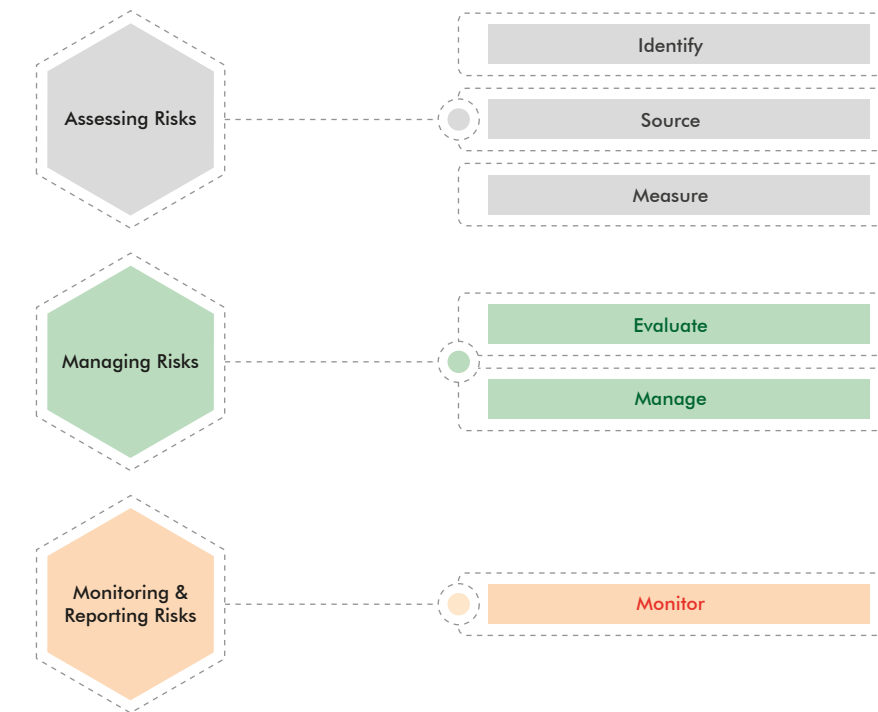 Assessing Risks
Identify
Source
Measure
Managing Risks
Evaluate
Manage
Monitoring &
Reporting Risks
Monitor